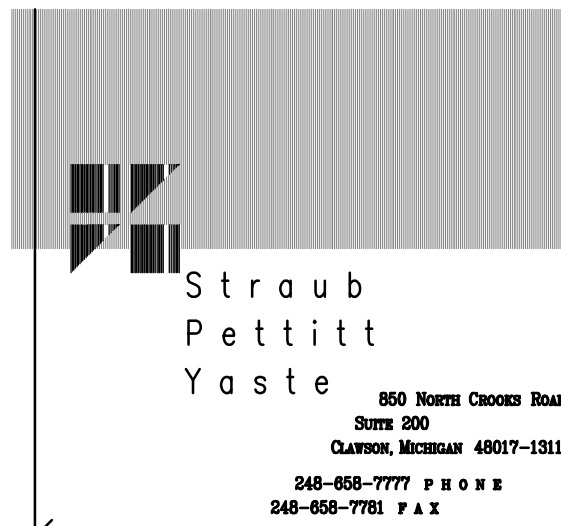 Straub
Pettitt
Yaste
850 NORTH CROOKS ROAD
SUITE 200
CLAWSON, MICHIGAN 48017-1311
248-658-7777 PHONE
248-658-7781 FAX